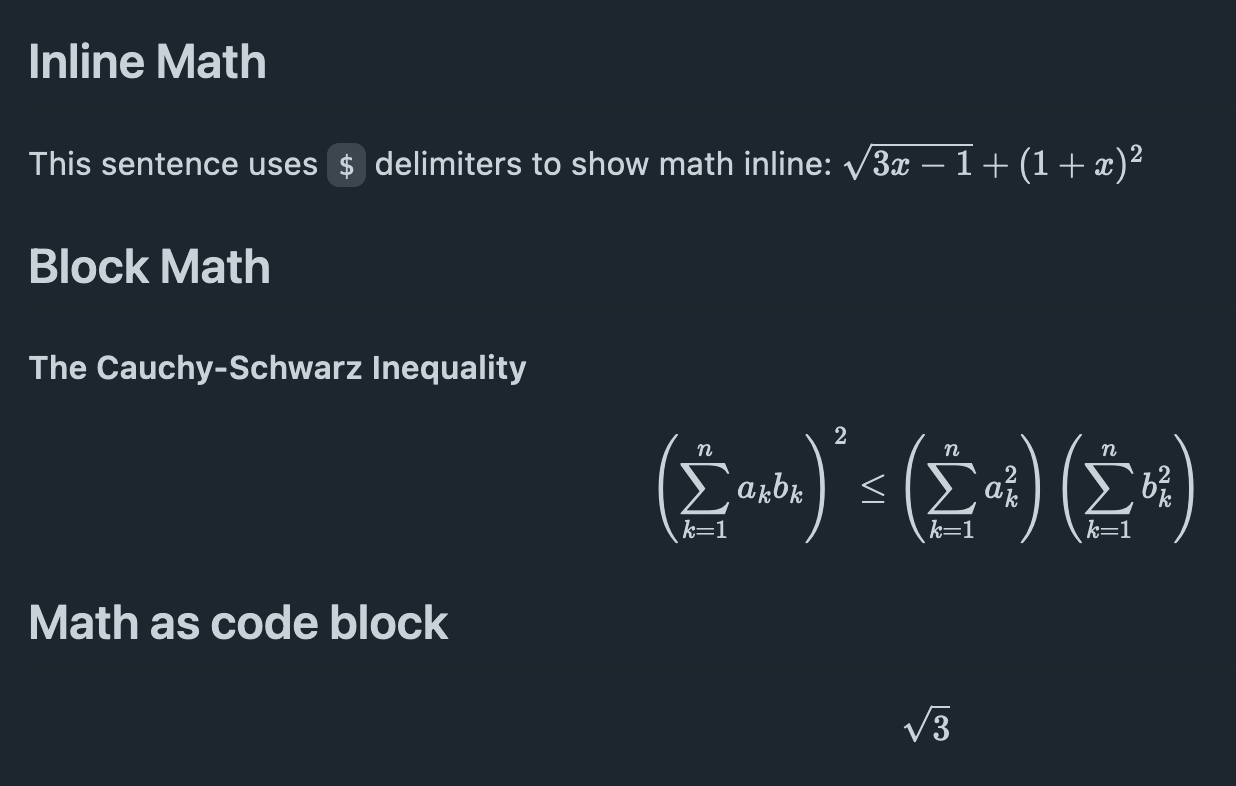 Inline Math
This sentence uses $ delimiters to show math inline: $\sqrt{3x-1}+(1+x)^2$
Block Math
The Cauchy-Schwarz Inequality
$$\left( \sum_{k=1}^n a_k b_k \right)^2 \leq \left( \sum_{k=1}^n a_k^2 \right) \left( \sum_{k=1}^n b_k^2 \right)$$
Math as code block
$$\sqrt{3}$$